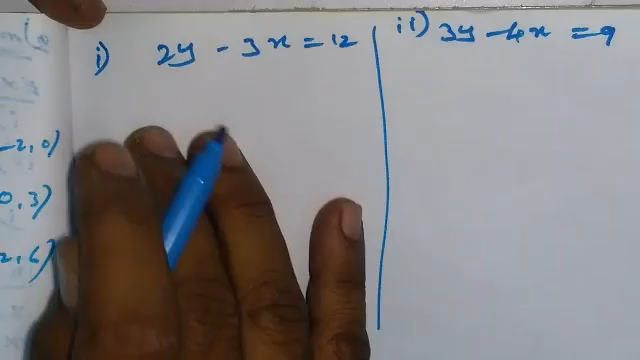 i) 2y - 3x = 12
ii) 3y - 4x = 9
-2, 0)
0, 3)
2, 6)